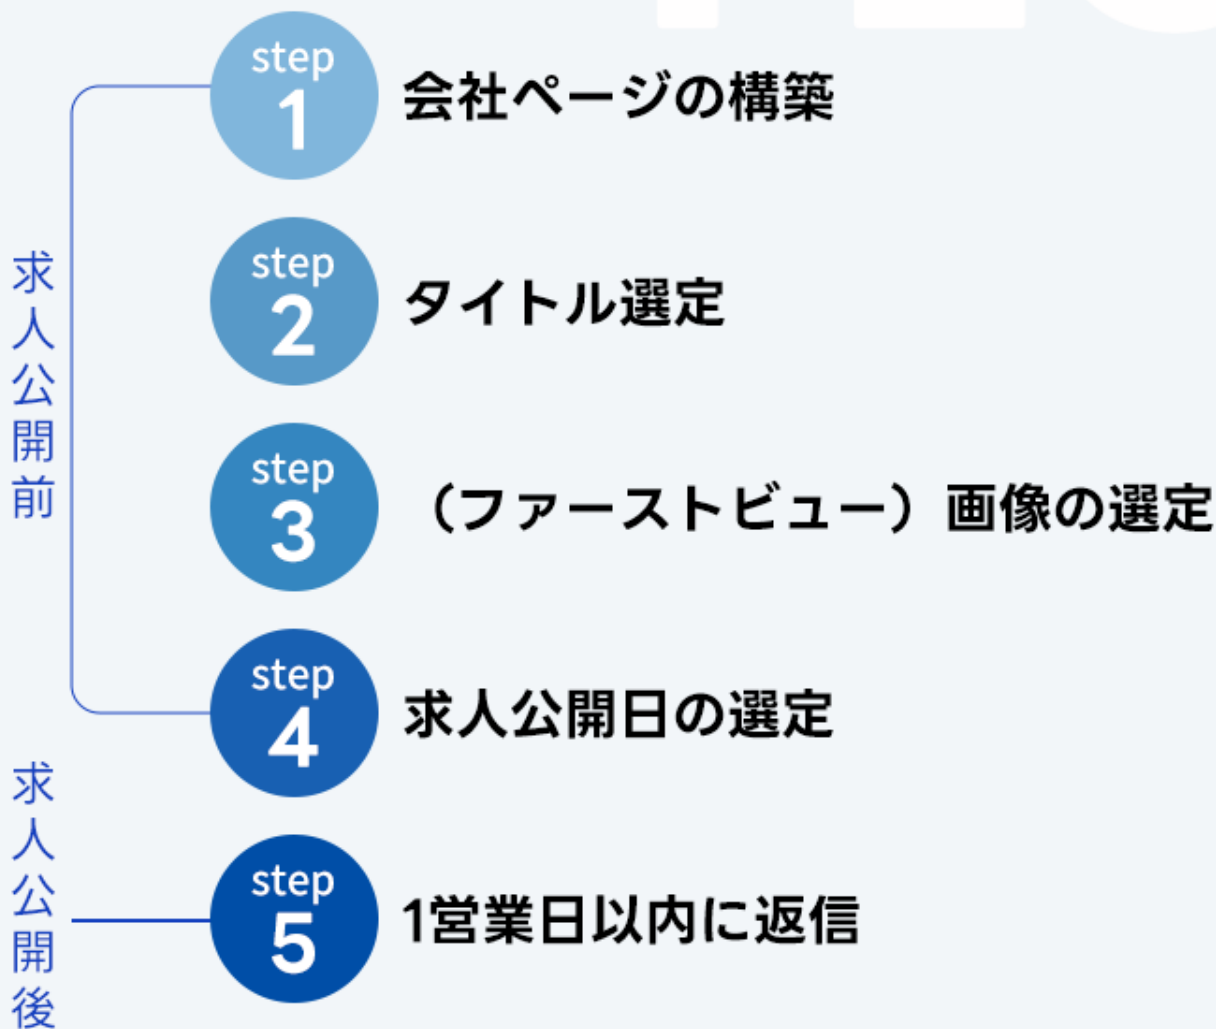 求人公開前
step
1
会社ページの構築
step
2
タイトル選定
step
3
（ファーストビュー）画像の選定
step
4
求人公開日の選定
求人公開後
step
5
1営業日以内に返信